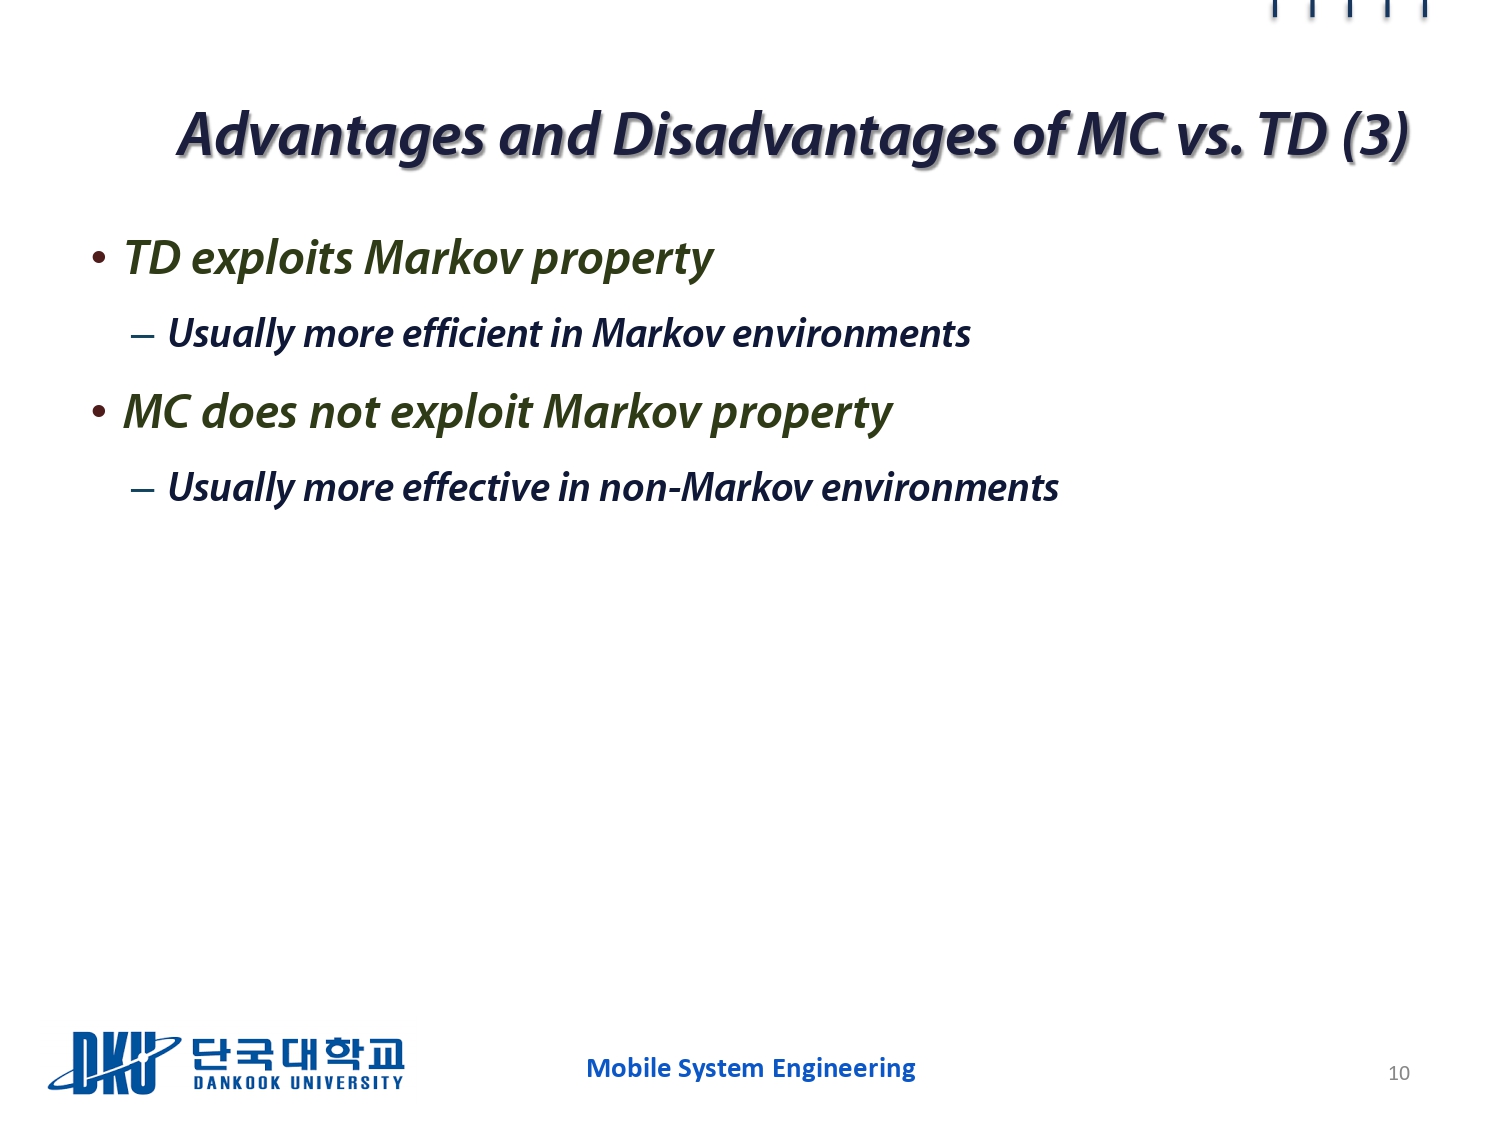 Advantages and Disadvantages of MC vs. TD (3)
• TD exploits Markov property
– Usually more efficient in Markov environments
• MC does not exploit Markov property
– Usually more effective in non-Markov environments
DKU 단국대학교
DANKOOK UNIVERSITY
Mobile System Engineering
10